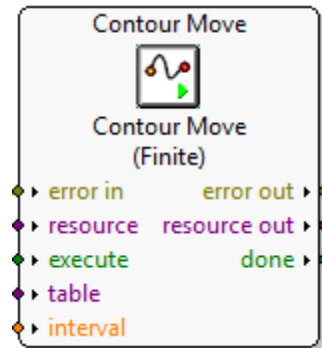 Contour Move
Contour Move
(Finite)
error in error out
resource resource out
execute done
table
interval